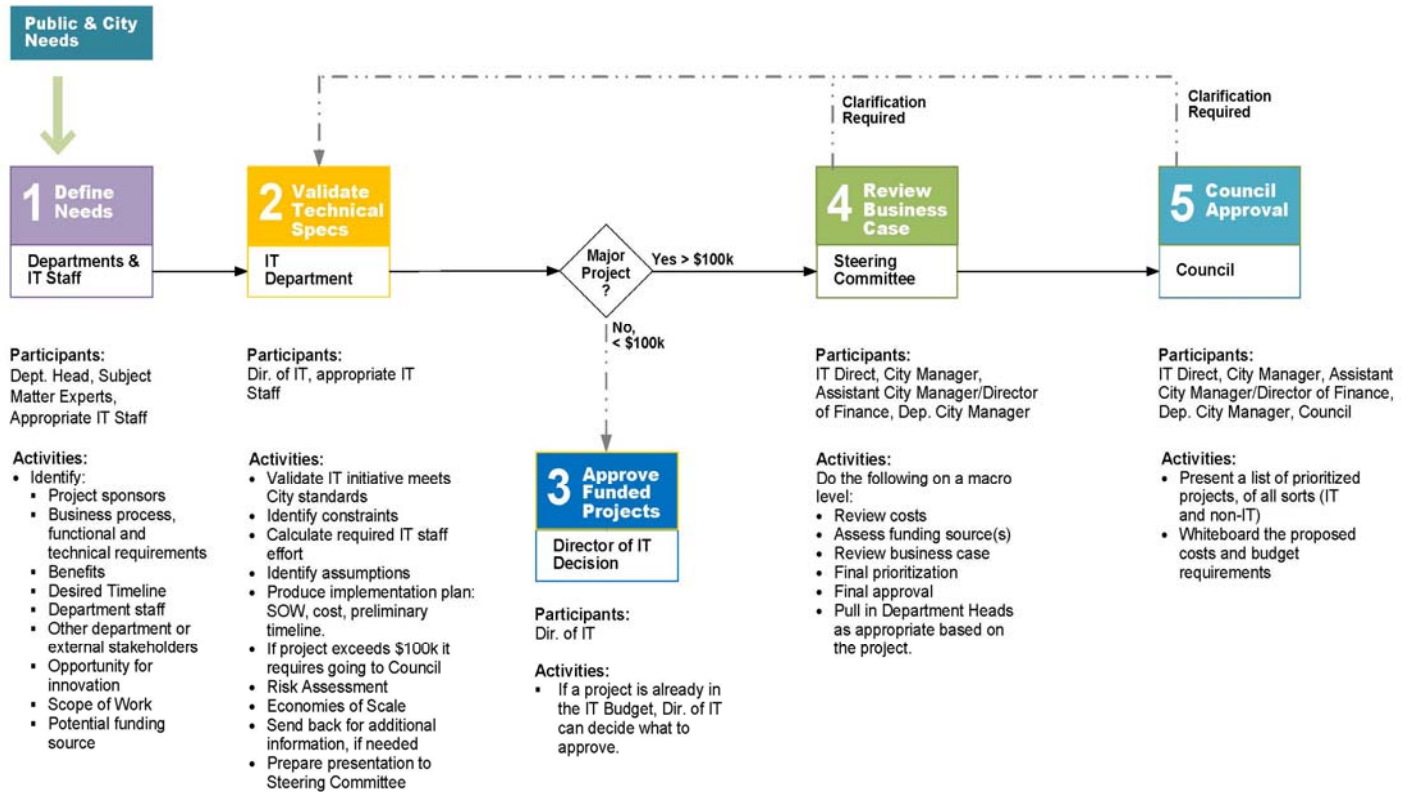 Public & City
Needs
Clarification
Required
Clarification
Required
1 Define
Needs
Departments &
IT Staff
2 Validate
Technical
Specs
IT
Department
Major
Project
?
Yes > $100k
No,
< $100k
4 Review
Business
Case
Steering
Committee
5 Council
Approval
Council
Participants:
Dept. Head, Subject
Matter Experts,
Appropriate IT Staff
Activities:
• Identify:
▪ Project sponsors
▪ Business process,
functional and
technical requirements
▪ Benefits
▪ Desired Timeline
▪ Department staff
▪ Other department or
external stakeholders
▪ Opportunity for
innovation
▪ Scope of Work
▪ Potential funding
source
Participants:
Dir. of IT, appropriate IT
Staff
Activities:
• Validate IT initiative meets
City standards
• Identify constraints
• Calculate required IT staff
effort
• Identify assumptions
• Produce implementation plan:
SOW, cost, preliminary
timeline.
• If project exceeds $100k it
requires going to Council
• Risk Assessment
• Economies of Scale
• Send back for additional
information, if needed
• Prepare presentation to
Steering Committee
3 Approve
Funded
Projects
Director of IT
Decision
Participants:
Dir. of IT
Activities:
▪ If a project is already in
the IT Budget, Dir. of IT
can decide what to
approve.
Participants:
IT Direct, City Manager,
Assistant City Manager/Director
of Finance, Dep. City Manager
Activities:
Do the following on a macro
level:
• Review costs
• Assess funding source(s)
• Review business case
• Final prioritization
• Final approval
• Pull in Department Heads
as appropriate based on
the project.
Participants:
IT Direct, City Manager, Assistant
City Manager/Director of Finance,
Dep. City Manager, Council
Activities:
• Present a list of prioritized
projects, of all sorts (IT
and non-IT)
• Whiteboard the proposed
costs and budget
requirements